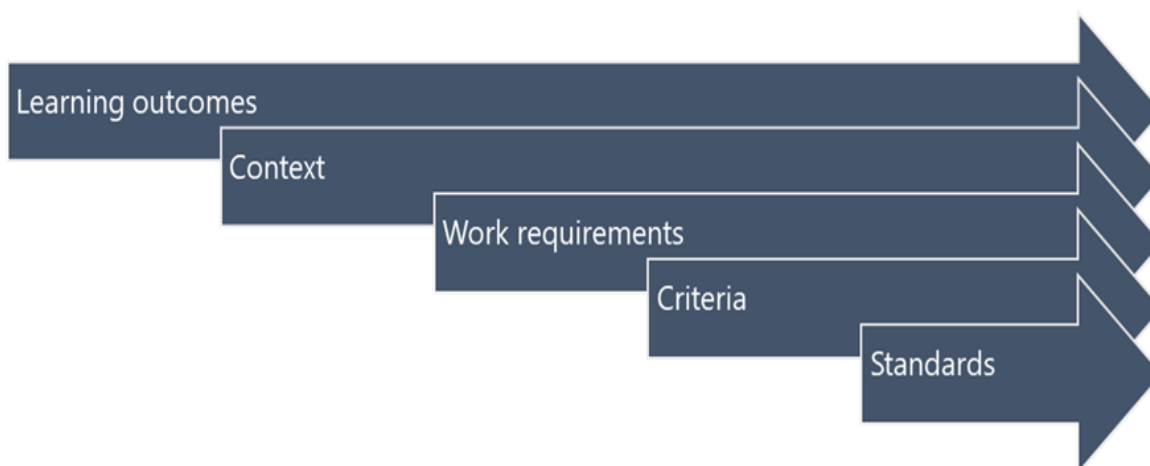 Learning outcomes
Context
Work requirements
Criteria
Standards